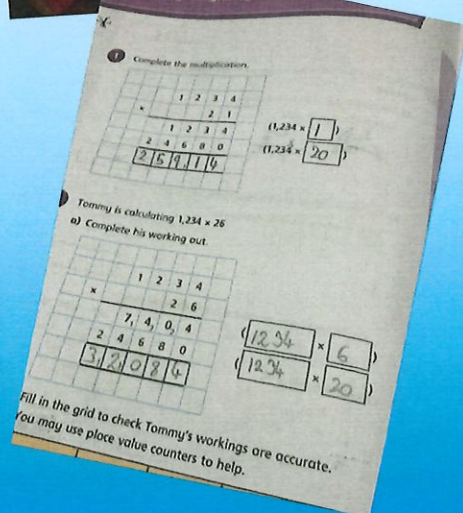 1 Complete the multiplication.
1 2 3 4
× 2 1
1 2 3 4 (1,234 × 1)
2 4 6 8 0 (1,234 × 20)
2 5 9, 1 4
Tommy is calculating 1,234 × 26
a) Complete his working out.
1 2 3 4
× 2 6
7, 4, 0, 4 (1234 × 6)
2 4 6 8 0 (1234 × 20)
3, 2, 0 8 4
Fill in the grid to check Tommy's workings are accurate.
You may use place value counters to help.